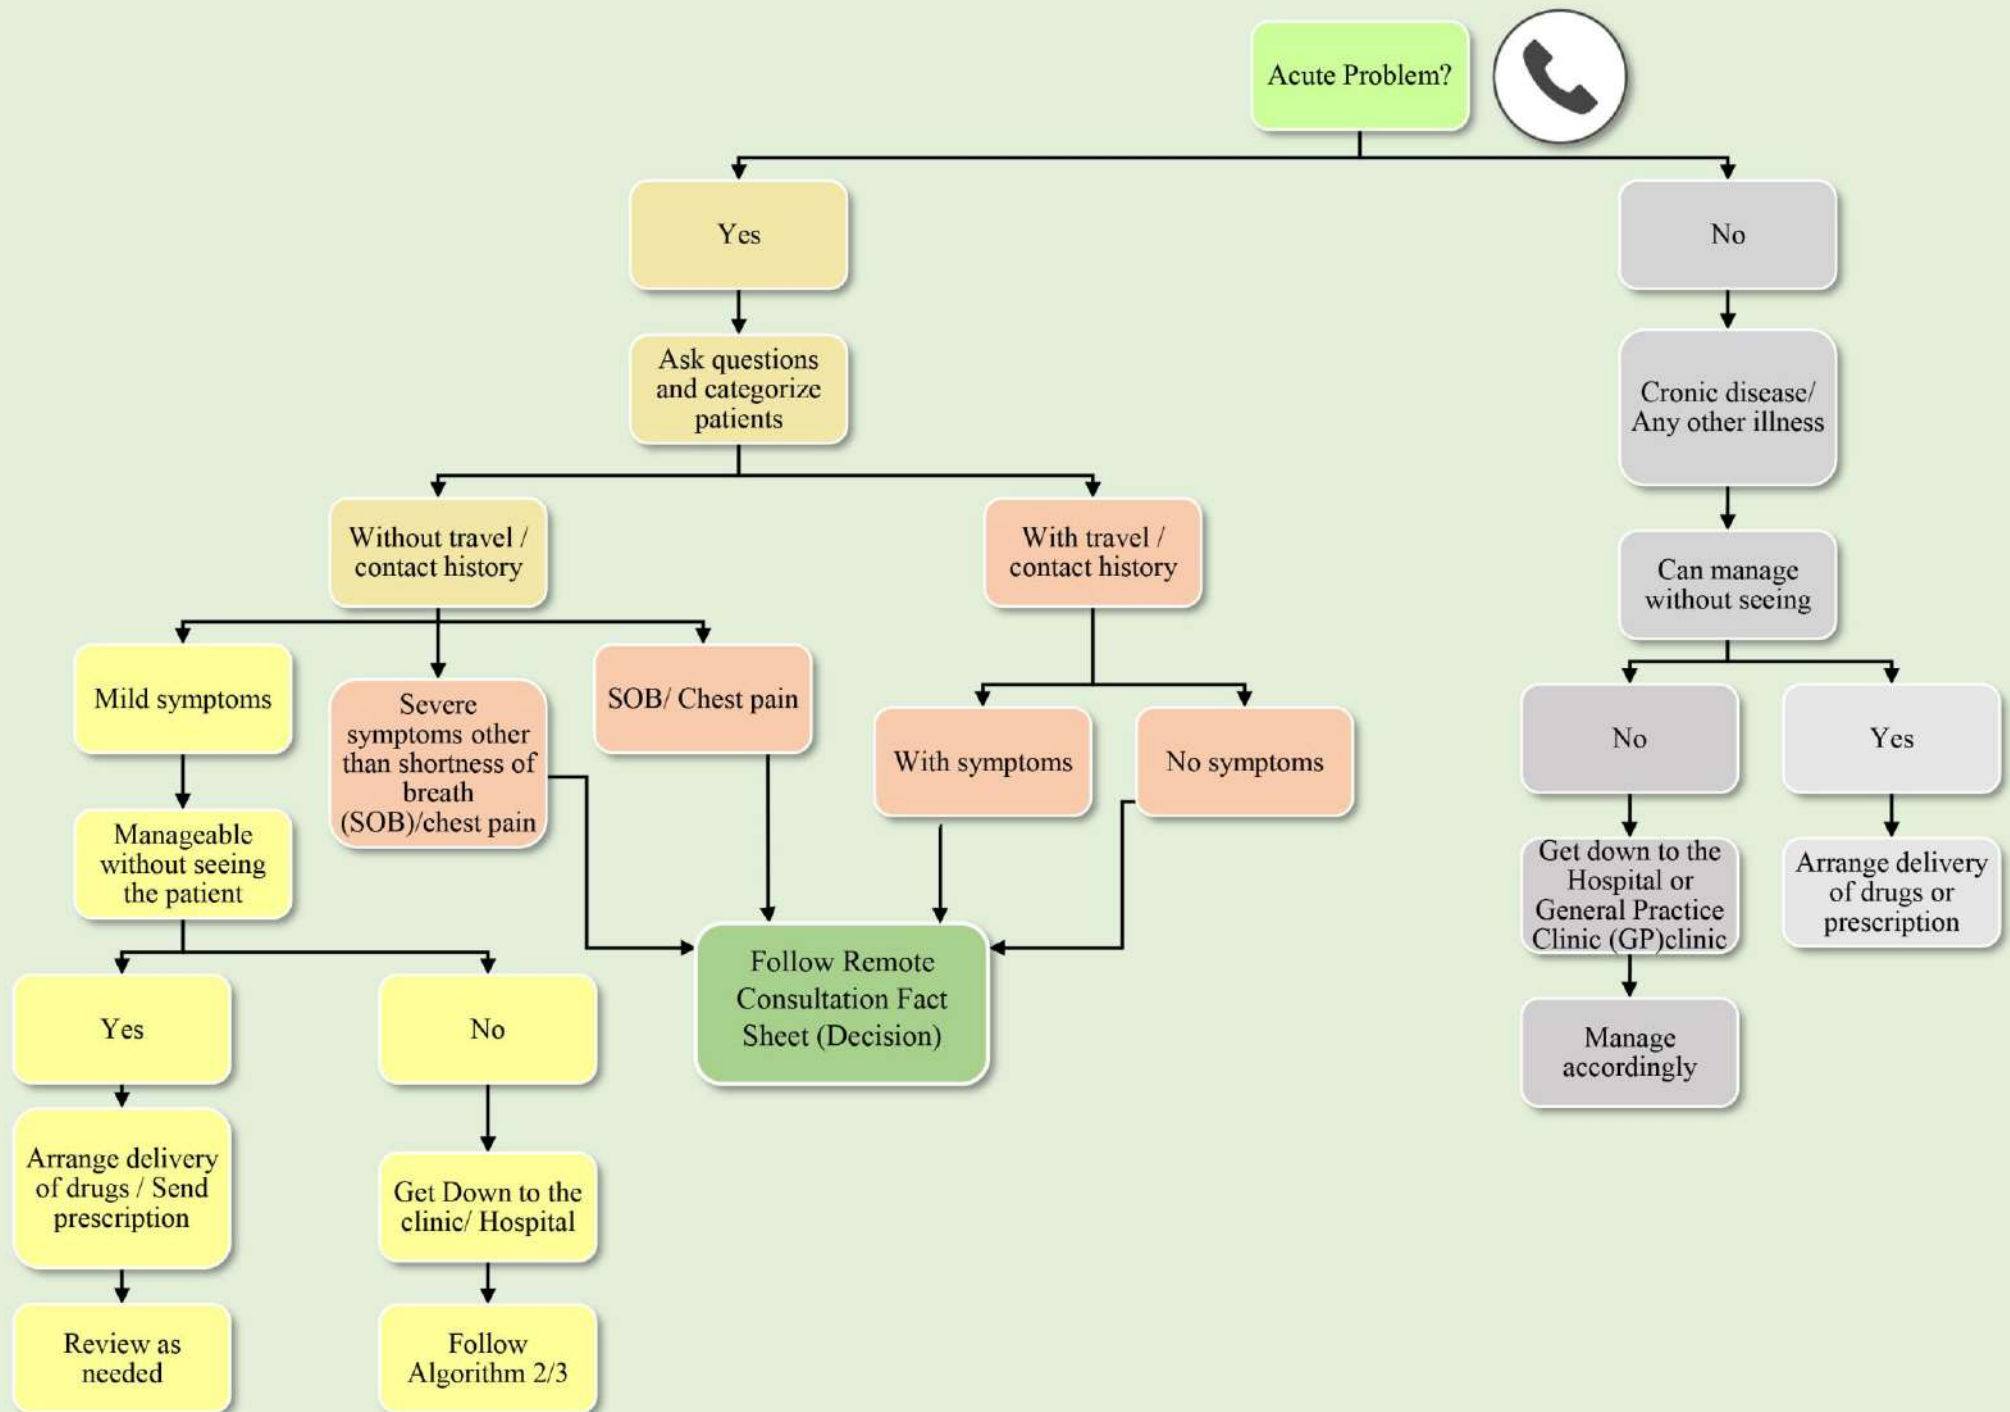 Acute Problem?
Yes
No
Ask questions
and categorize
patients
Cronic disease/
Any other illness
Without travel /
contact history
With travel /
contact history
Can manage
without seeing
Mild symptoms
Severe
symptoms other
than shortness of
breath
(SOB)/chest pain
SOB/ Chest pain
With symptoms
No symptoms
No
Yes
Manageable
without seeing
the patient
Get down to the
Hospital or
General Practice
Clinic (GP)clinic
Arrange delivery
of drugs or
prescription
Yes
No
Follow Remote
Consultation Fact
Sheet (Decision)
Manage
accordingly
Arrange delivery
of drugs / Send
prescription
Get Down to the
clinic/ Hospital
Review as
needed
Follow
Algorithm 2/3